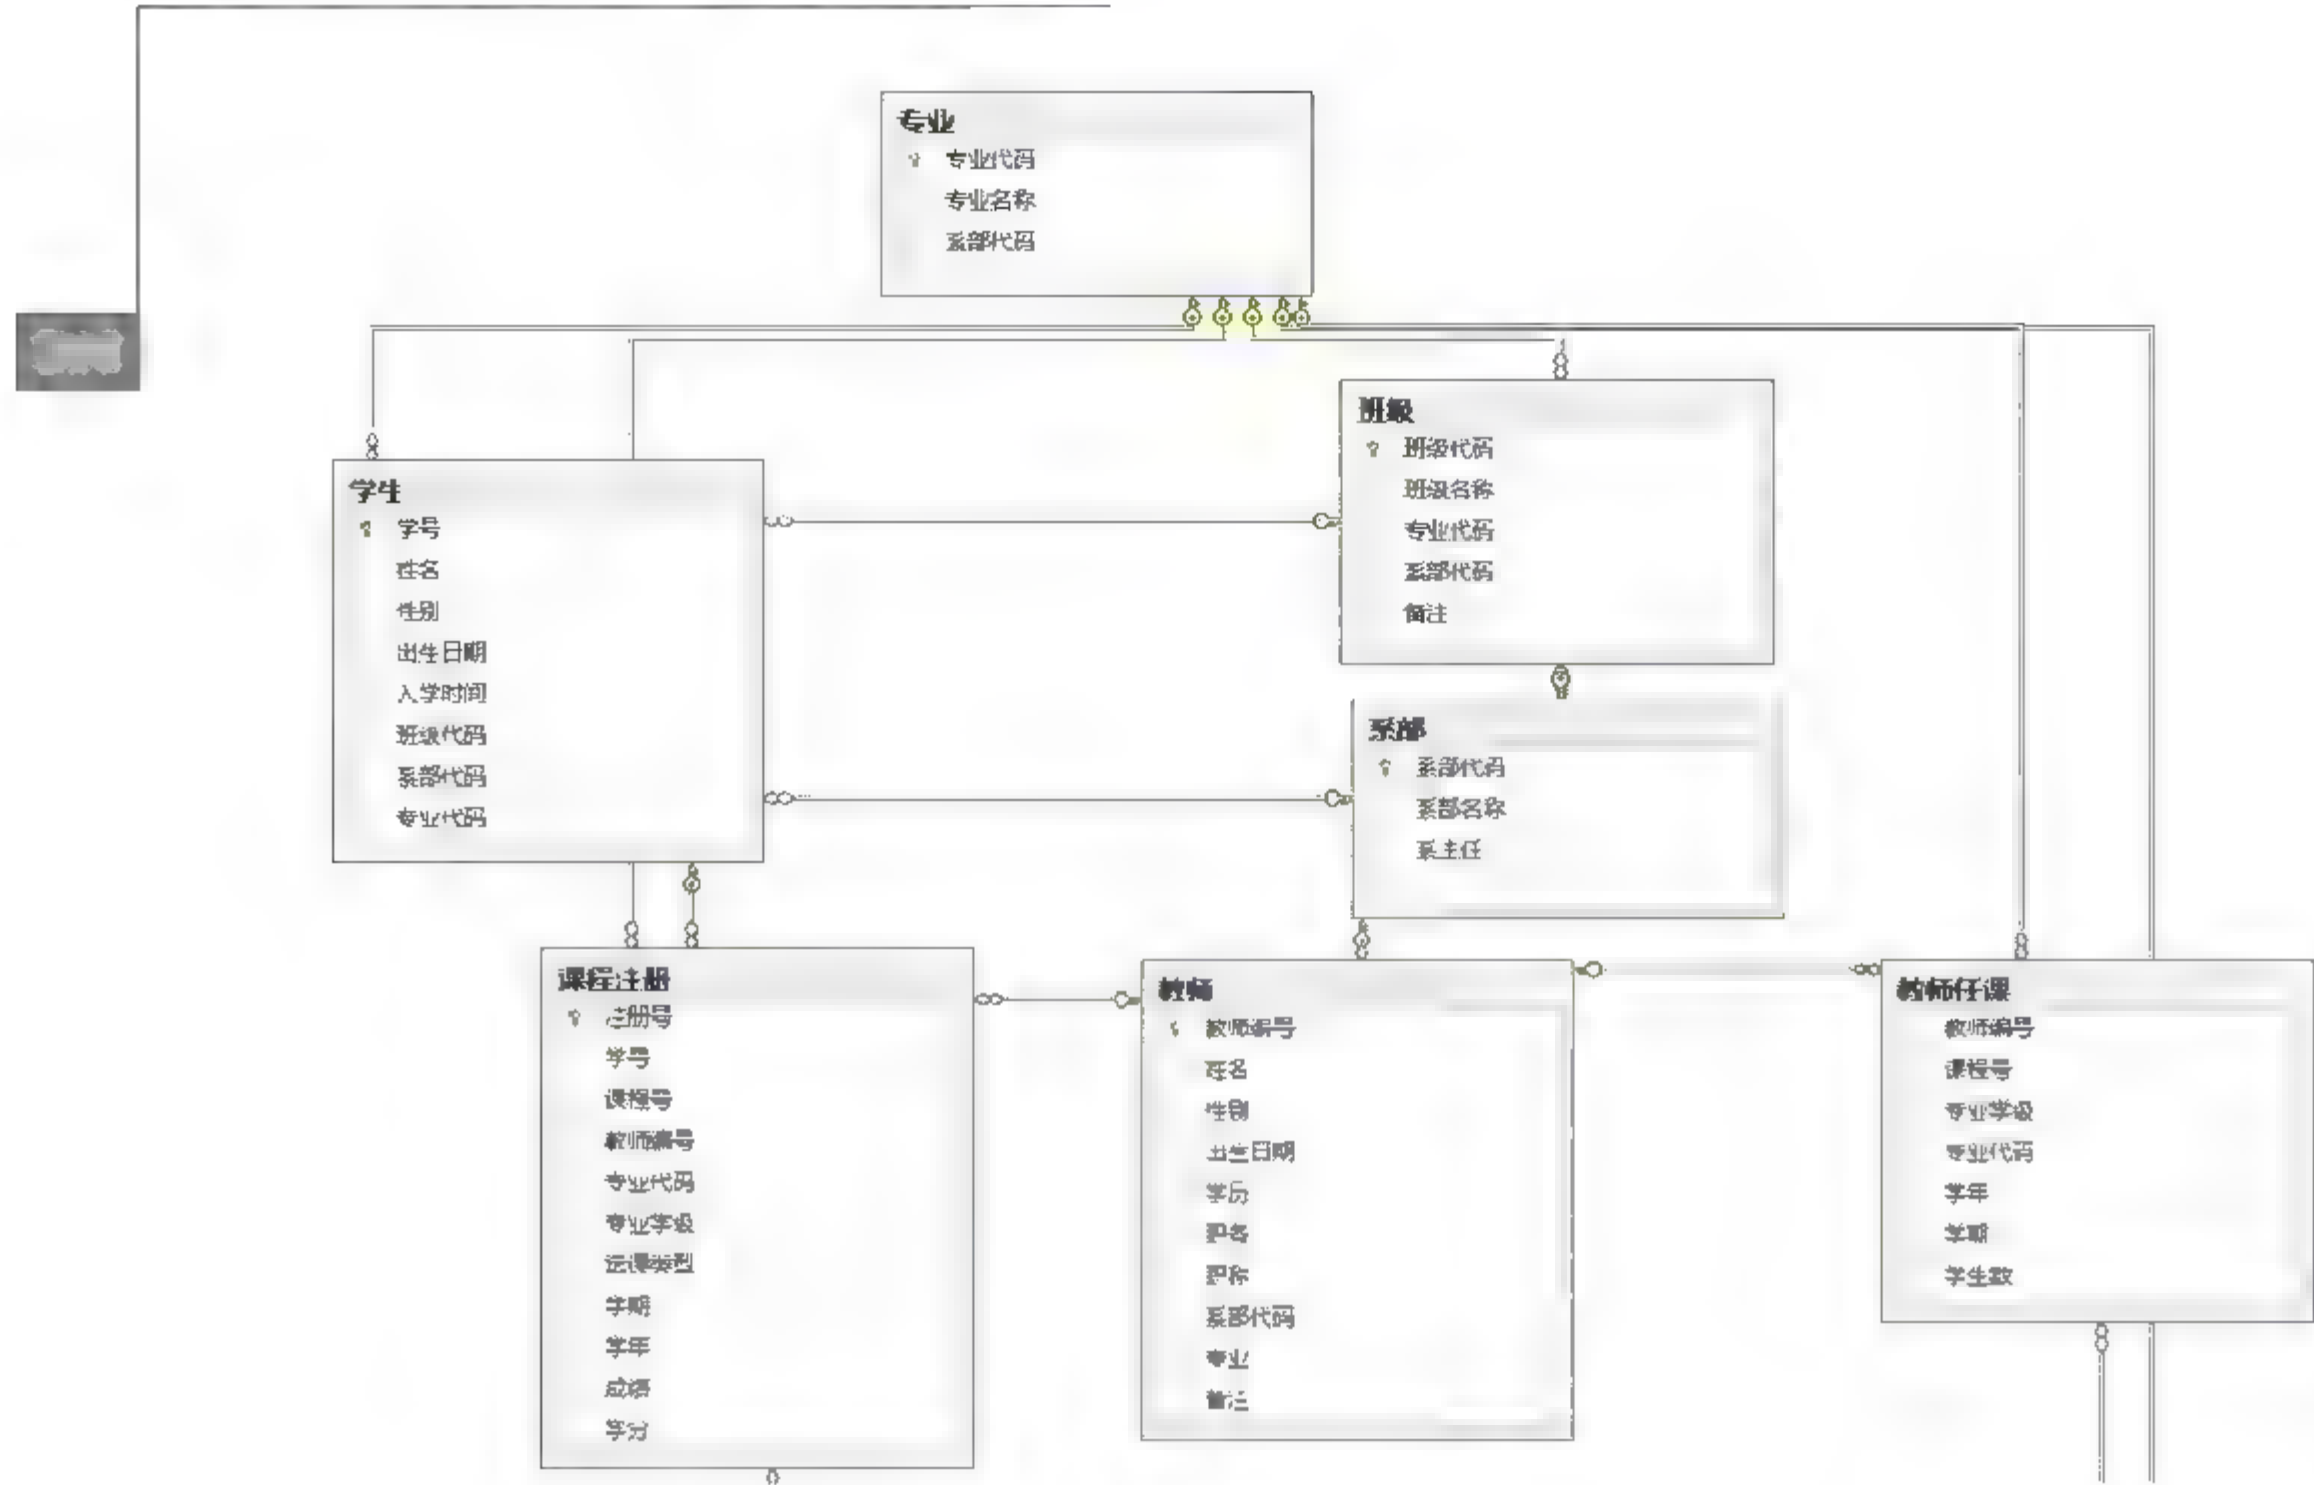 专业
专业代码
专业名称
系部代码
班级
班级代码
班级名称
专业代码
系部代码
备注
学生
学号
姓名
性别
出生日期
入学时间
班级代码
系部代码
专业代码
系部
系部代码
系部名称
系主任
课程注册
注册号
学号
课程号
教师编号
专业代码
专业学级
选课类型
学期
学年
成绩
学分
教师
教师编号
姓名
性别
出生日期
学历
职务
职称
系部代码
专业
备注
教师任课
教师编号
课程号
专业学级
专业代码
学年
学期
学生数